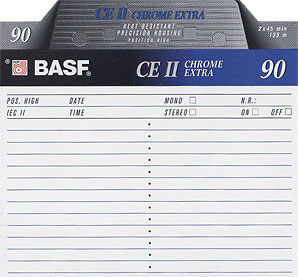 90
CE II CHROME EXTRA
HEAT RESISTANT
PRECISION HOUSING
POSITION HIGH
2 x 45 min
135 m
BASF
CE II CHROME EXTRA 90
POS. HIGH DATE MONO N.R.:
IEC II TIME STEREO ON OFF